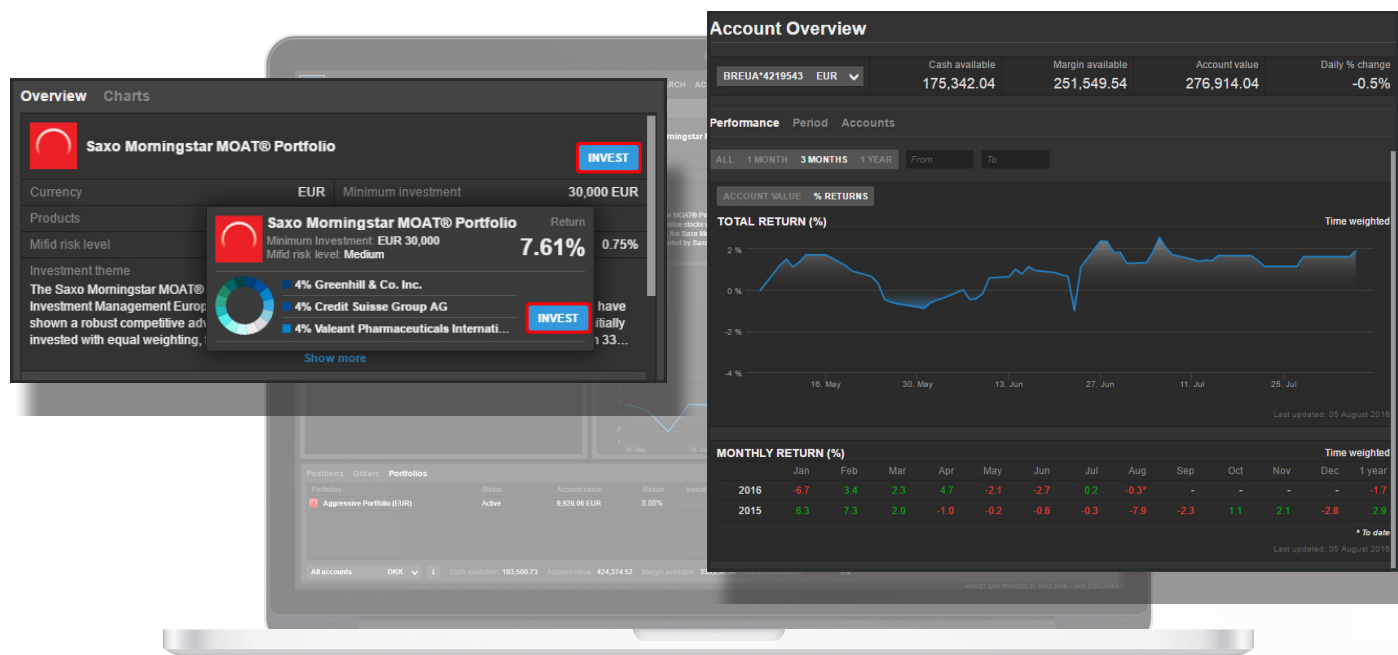 Overview Charts
Saxo Morningstar MOAT® Portfolio
INVEST
Currency EUR Minimum investment 30,000 EUR
Products
Mifid risk level 0.75%
Investment theme
The Saxo Morningstar MOAT®
Investment Management Europ have
shown a robust competitive adv itially
invested with equal weighting, n 33...
Show more
Saxo Morningstar MOAT® Portfolio Return
Minimum Investment: EUR 30,000
7.61%
Mifid risk level: Medium
4% Greenhill & Co. Inc.
4% Credit Suisse Group AG
INVEST
4% Valeant Pharmaceuticals Internati...
Account Overview
BREUA*4219543 EUR
Cash available Margin available Account value Daily % change
175,342.04 251,549.54 276,914.04 -0.5%
Performance Period Accounts
ALL 1 MONTH 3 MONTHS 1 YEAR From To
ACCOUNT VALUE % RETURNS
TOTAL RETURN (%) Time weighted
2 %
0 %
-2 %
-4 %
16. May 30. May 13. Jun 27. Jun 11. Jul 25. Jul
Last updated: 05 August 2016
MONTHLY RETURN (%) Time weighted
Jan Feb Mar Apr May Jun Jul Aug Sep Oct Nov Dec 1 year
2016 -6.7 3.4 2.3 4.7 -2.1 -2.7 0.2 -0.3* - - - - -1.7
2015 6.3 7.3 2.0 -1.0 -0.2 -0.6 -0.3 -7.9 -2.3 1.1 2.1 -2.8 2.9
* To date
Last updated: 05 August 2016
Positions Orders Portfolios
Portfolios Status Account value Return
Aggressive Portfolio (EUR) Active 9,926.06 EUR 0.00%
All accounts DKK Cash available 193,500.73 Account value 424,374.52 Margin available